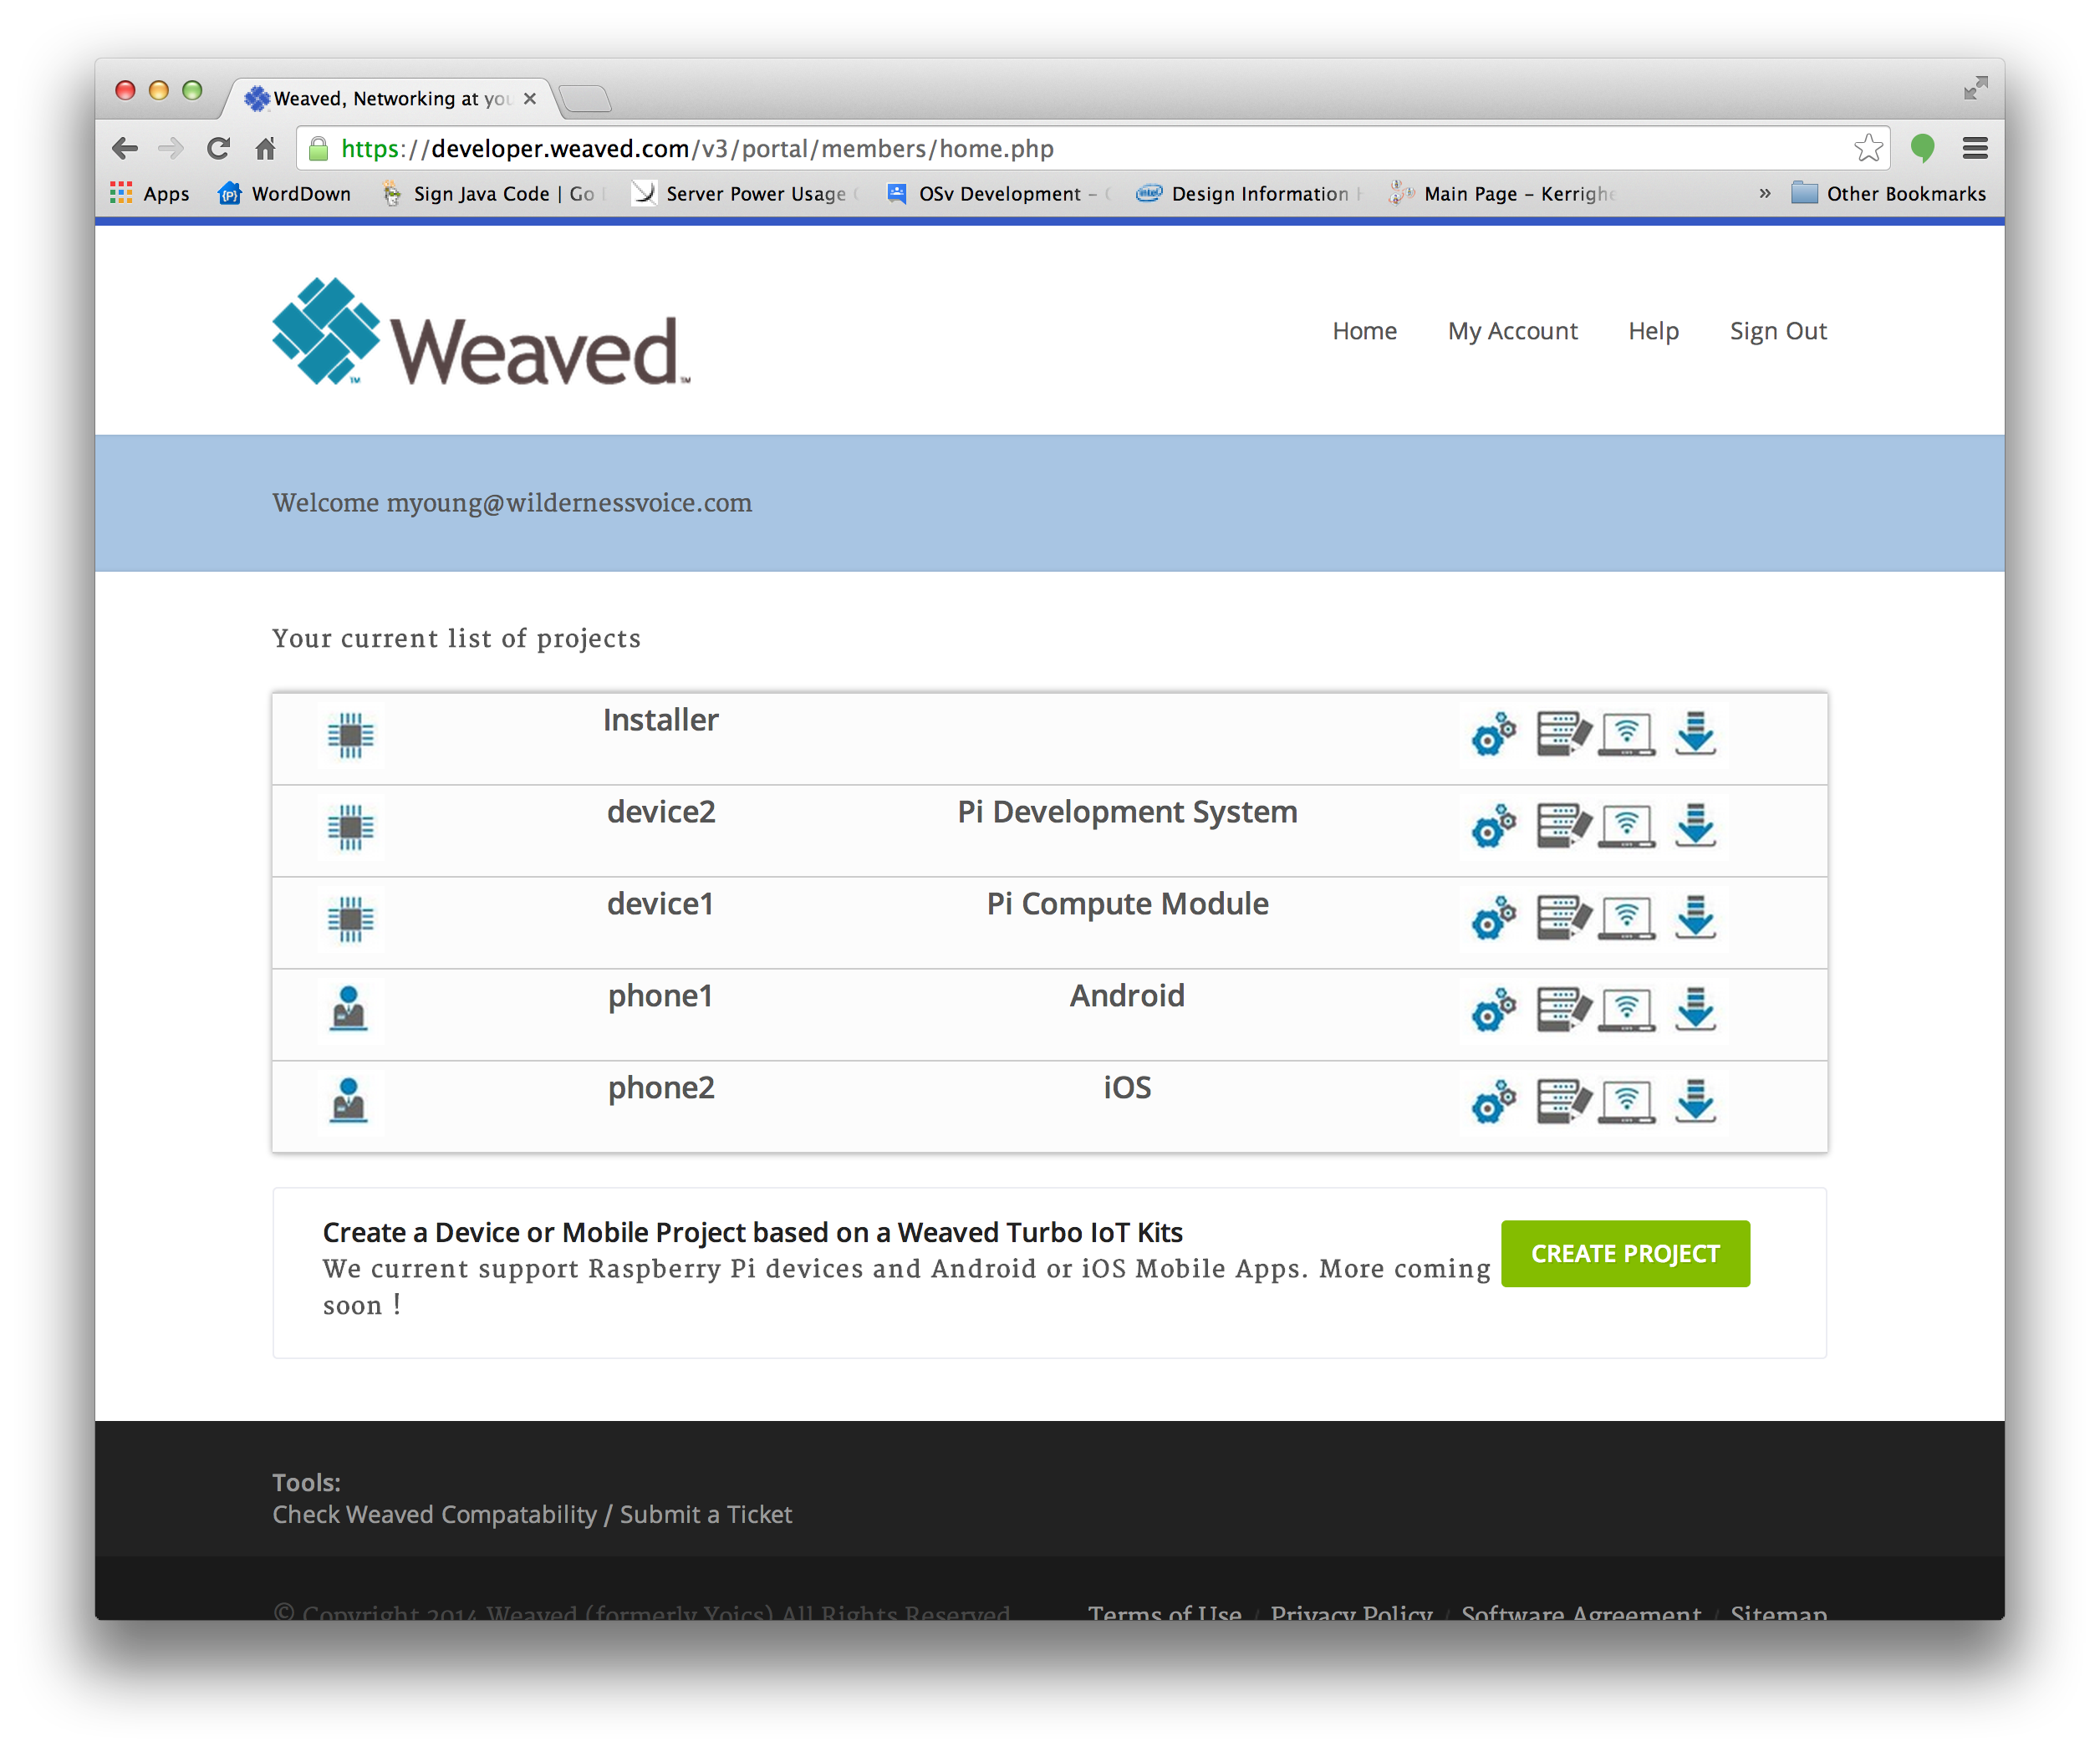 Weaved, Networking at you
https://developer.weaved.com/v3/portal/members/home.php
Apps WordDown Sign Java Code | Go Server Power Usage OSv Development – Design Information Main Page – Kerrighe » Other Bookmarks
Weaved™
Home My Account Help Sign Out
Welcome myoung@wildernessvoice.com
Your current list of projects
Installer
device2 Pi Development System
device1 Pi Compute Module
phone1 Android
phone2 iOS
Create a Device or Mobile Project based on a Weaved Turbo IoT Kits
We current support Raspberry Pi devices and Android or iOS Mobile Apps. More coming
soon !
CREATE PROJECT
Tools:
Check Weaved Compatability / Submit a Ticket
© Copyright 2014 Weaved (formerly Yoics) All Rights Reserved Terms of Use / Privacy Policy / Software Agreement / Sitemap